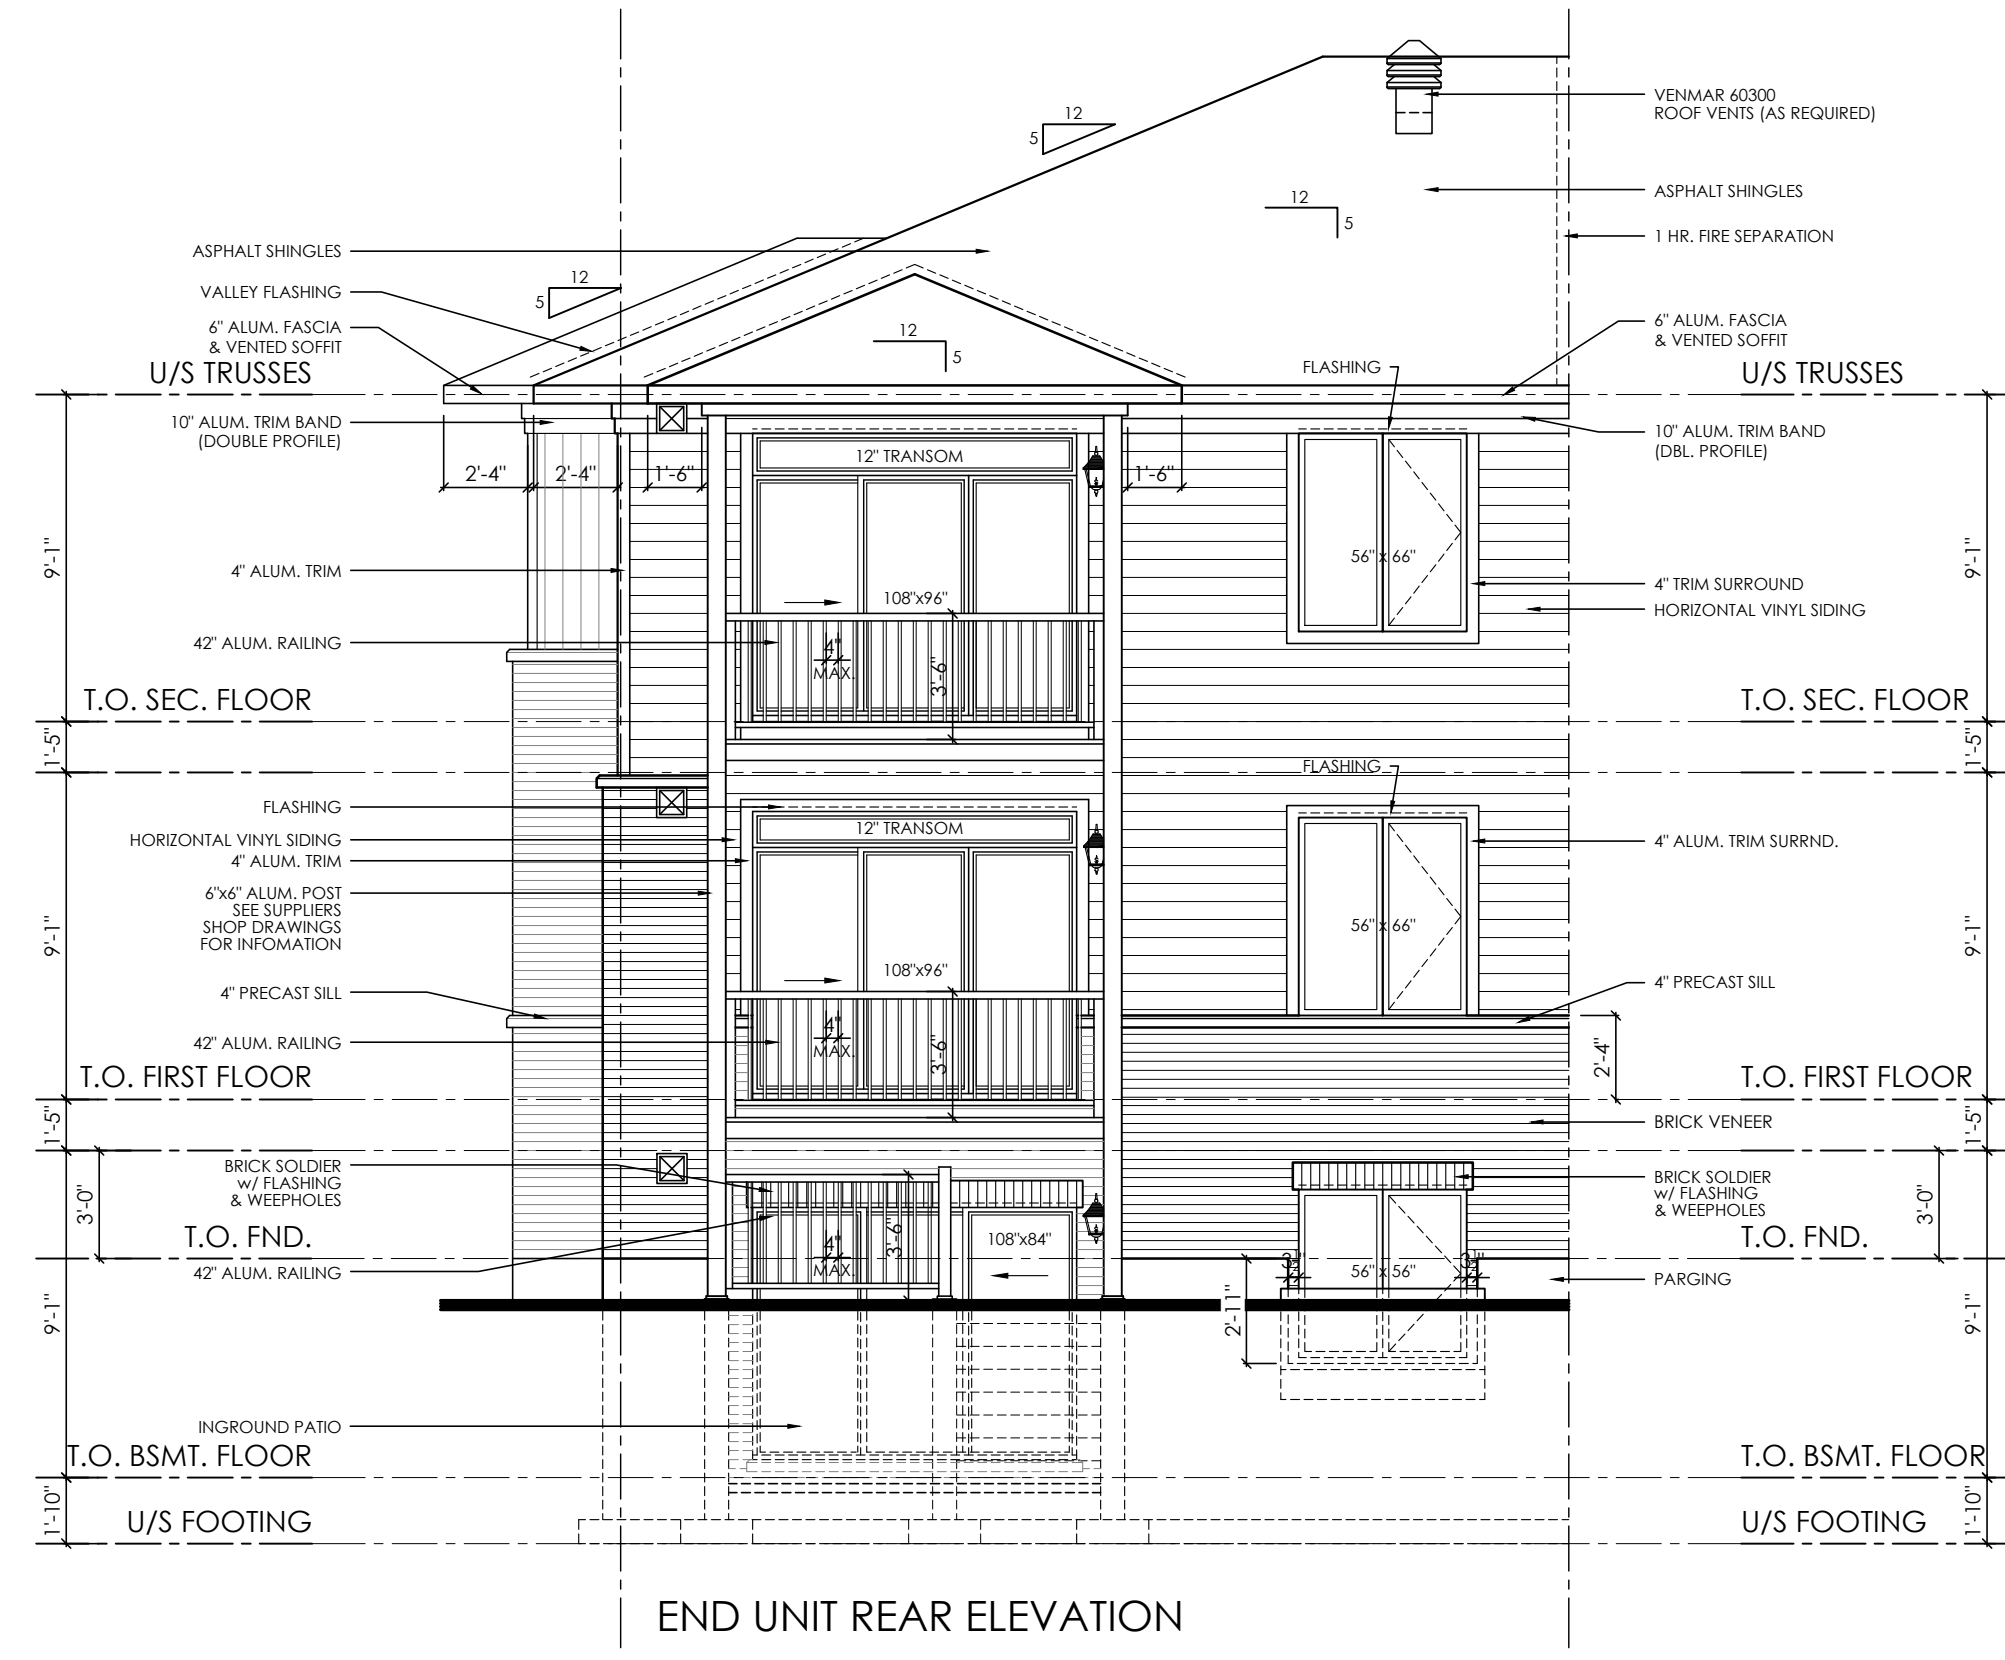 12
5
VENMAR 60300
ROOF VENTS (AS REQUIRED)
ASPHALT SHINGLES
12
5
1 HR. FIRE SEPARATION
ASPHALT SHINGLES
VALLEY FLASHING
12
5
6" ALUM. FASCIA
& VENTED SOFFIT
6" ALUM. FASCIA
& VENTED SOFFIT
12
5
FLASHING
U/S TRUSSES
U/S TRUSSES
10" ALUM. TRIM BAND
(DOUBLE PROFILE)
10" ALUM. TRIM BAND
(DBL. PROFILE)
2'-4"
2'-4"
1'-6"
12" TRANSOM
1'-6"
9'-1"
4" ALUM. TRIM
56" x 66"
9'-1"
4" TRIM SURROUND
108"x96"
HORIZONTAL VINYL SIDING
42" ALUM. RAILING
4"
MAX.
3'-6"
T.O. SEC. FLOOR
T.O. SEC. FLOOR
1'-5"
1'-5"
FLASHING
FLASHING
12" TRANSOM
HORIZONTAL VINYL SIDING
4" ALUM. TRIM
4" ALUM. TRIM SURRND.
6"x6" ALUM. POST
SEE SUPPLIERS
SHOP DRAWINGS
FOR INFOMATION
9'-1"
56" x 66"
9'-1"
108"x96"
4" PRECAST SILL
4" PRECAST SILL
42" ALUM. RAILING
4"
MAX.
3'-6"
2'-4"
T.O. FIRST FLOOR
T.O. FIRST FLOOR
1'-5"
BRICK VENEER
1'-5"
BRICK SOLDIER
w/ FLASHING
& WEEPHOLES
BRICK SOLDIER
w/ FLASHING
& WEEPHOLES
3'-0"
3'-0"
T.O. FND.
4"
MAX.
3'-6"
108"x84"
T.O. FND.
42" ALUM. RAILING
3½"
56" x 56"
3½"
PARGING
9'-1"
2'-11"
9'-1"
INGROUND PATIO
T.O. BSMT. FLOOR
T.O. BSMT. FLOOR
1'-10"
1'-10"
U/S FOOTING
U/S FOOTING
END UNIT REAR ELEVATION